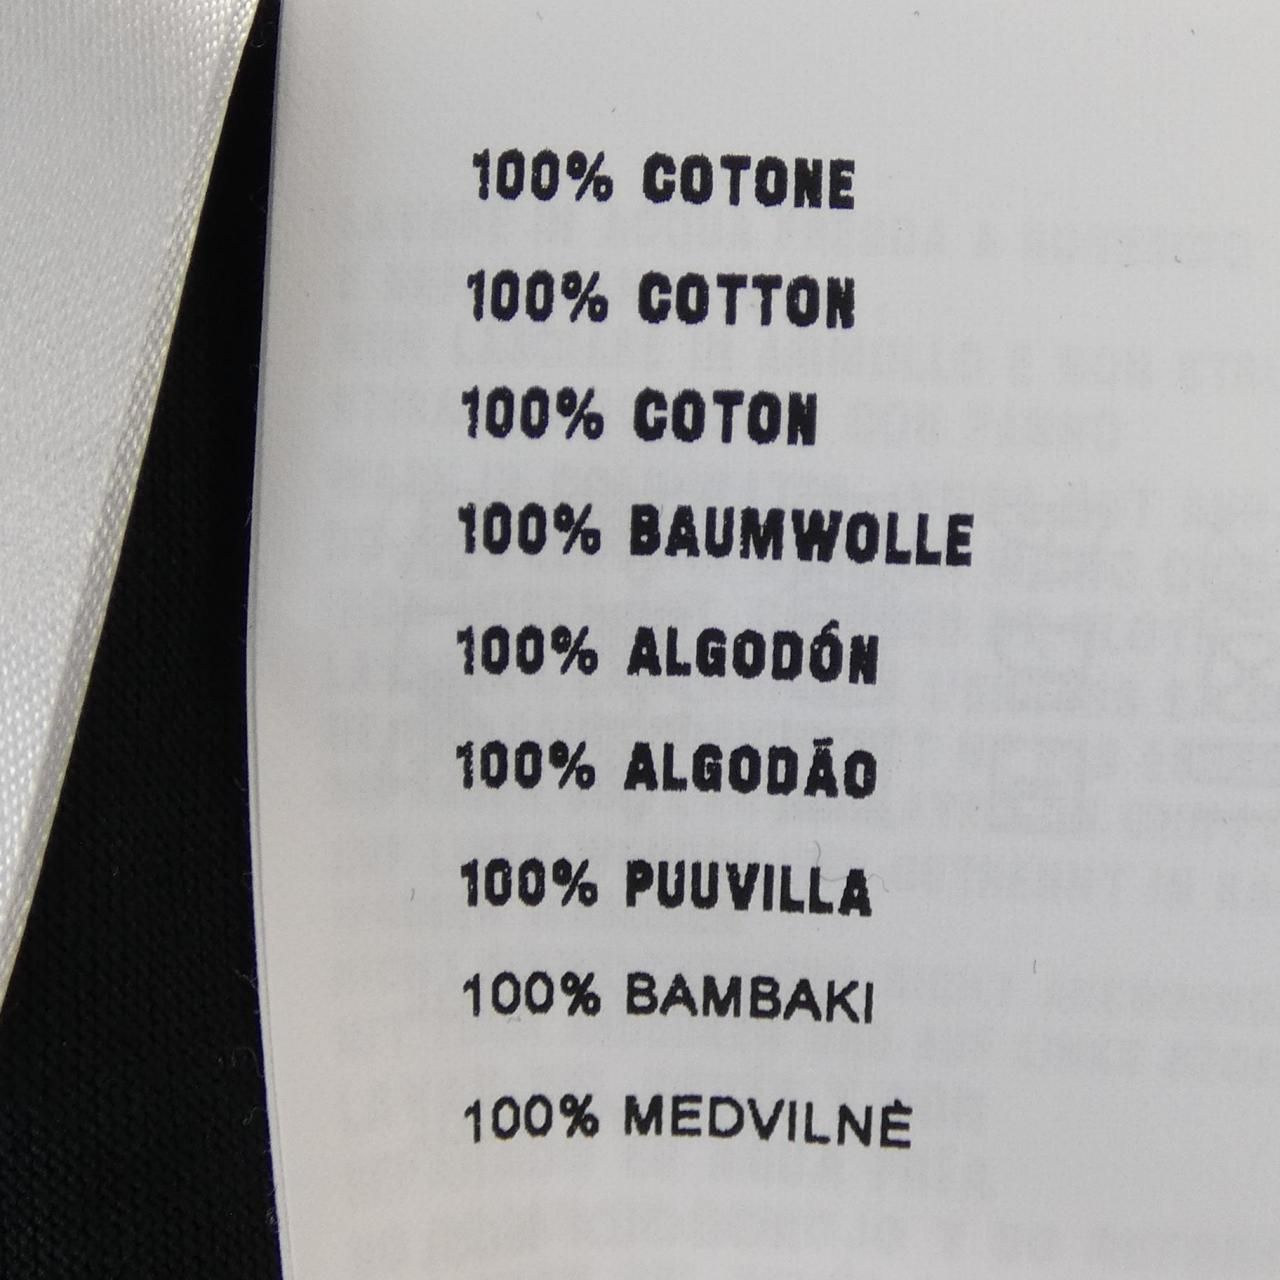 100% COTONE
100% COTTON
100% COTON
100% BAUMWOLLE
100% ALGODÓN
100% ALGODÃO
100% PUUVILLA
100% BAMBAKI
100% MEDVILNĖ